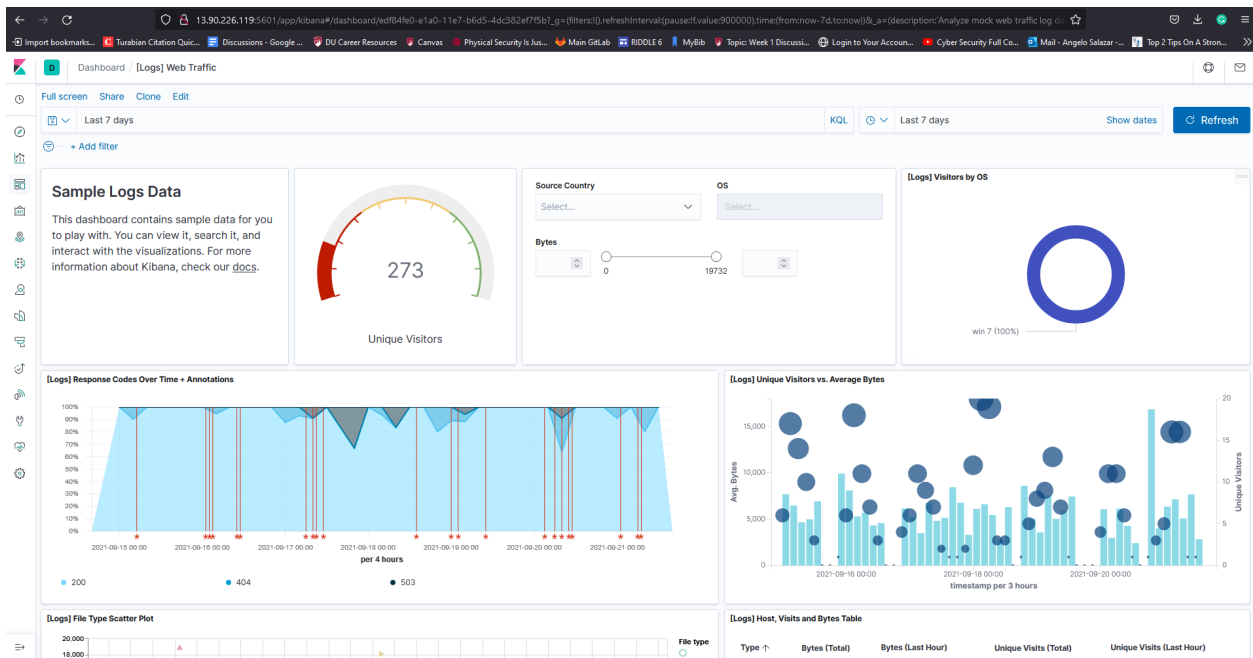 13.90.226.119:5601/app/kibana#/dashboard/edf84fe0-e1a0-11e7-b6d5-4dc382ef7f5b?_g=(filters:!(),refreshInterval:(pause:!f,value:900000),time:(from:now-7d,to:now))&_a=(description:'Analyze mock web traffic log da
Import bookmarks... Turabian Citation Quic... Discussions - Google ... DU Career Resources Canvas Physical Security Is Jus... Main GitLab RIDDLE 6 MyBib Topic: Week 1 Discussi... Login to Your Accoun... Cyber Security Full Co... Mail - Angelo Salazar -... Top 2 Tips On A Stron...
D Dashboard / [Logs] Web Traffic
Full screen Share Clone Edit
Last 7 days KQL Last 7 days Show dates Refresh
+ Add filter
Sample Logs Data
This dashboard contains sample data for you
to play with. You can view it, search it, and
interact with the visualizations. For more
information about Kibana, check our docs.
273
Unique Visitors
Source Country OS
Select... Select...
Bytes
0 19732
[Logs] Visitors by OS
win 7 (100%)
[Logs] Response Codes Over Time + Annotations
100%
90%
80%
70%
60%
50%
40%
30%
20%
10%
0%
2021-09-15 00:00 2021-09-16 00:00 2021-09-17 00:00 2021-09-18 00:00 2021-09-19 00:00 2021-09-20 00:00 2021-09-21 00:00
per 4 hours
200 404 503
[Logs] Unique Visitors vs. Average Bytes
Avg. Bytes
15,000
10,000
5,000
0
20
15
10
5
0
Unique Visitors
2021-09-16 00:00 2021-09-18 00:00 2021-09-20 00:00
timestamp per 3 hours
[Logs] File Type Scatter Plot
20,000
18,000
File type
[Logs] Host, Visits and Bytes Table
Type ↑ Bytes (Total) Bytes (Last Hour) Unique Visits (Total) Unique Visits (Last Hour)